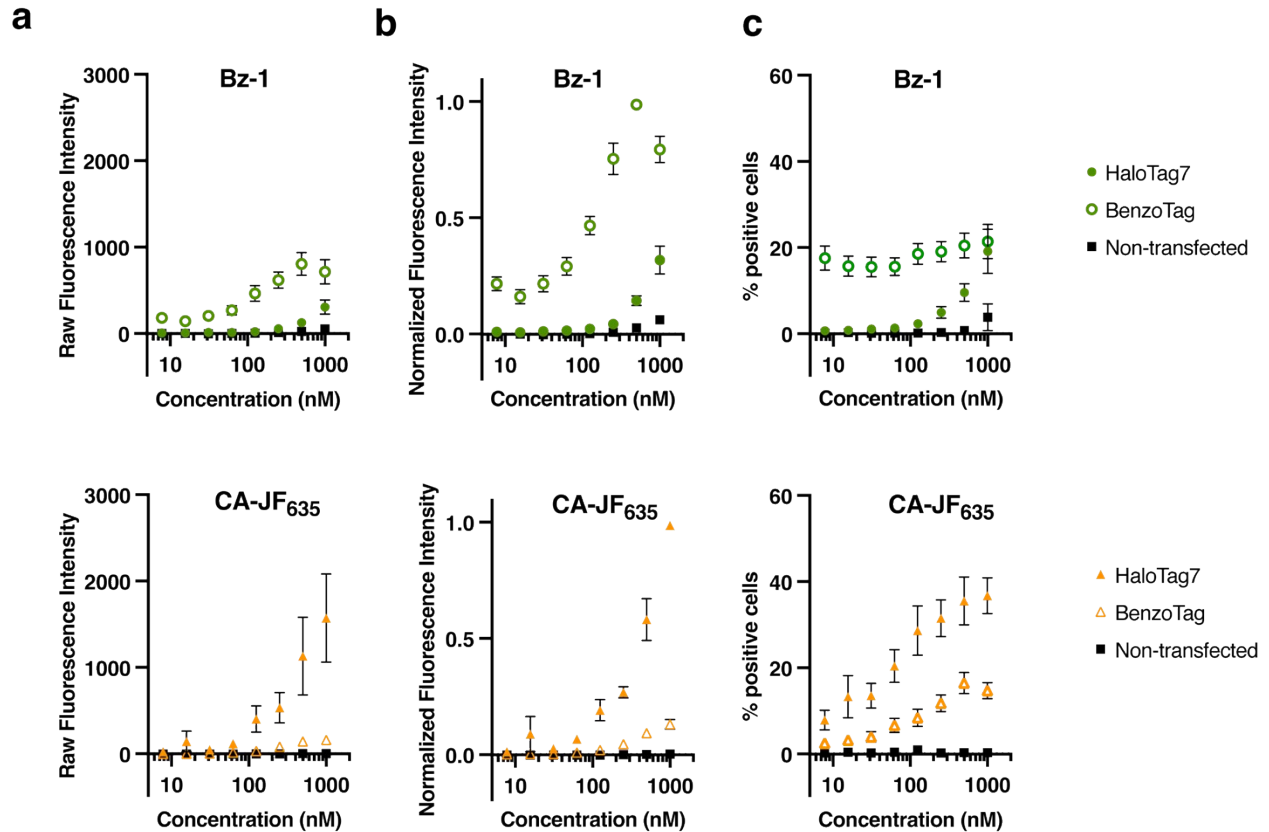 a
b
c
Bz-1
Raw Fluorescence Intensity
3000
2000
1000
0
10 100 1000
Concentration (nM)
Bz-1
Normalized Fluorescence Intensity
1.0
0.5
0.0
10 100 1000
Concentration (nM)
Bz-1
% positive cells
60
40
20
0
10 100 1000
Concentration (nM)
HaloTag7
BenzoTag
Non-transfected
CA-JF635
Raw Fluorescence Intensity
3000
2000
1000
0
10 100 1000
Concentration (nM)
CA-JF635
Normalized Fluorescence Intensity
1.0
0.5
0.0
10 100 1000
Concentration (nM)
CA-JF635
% positive cells
60
40
20
0
10 100 1000
Concentration (nM)
HaloTag7
BenzoTag
Non-transfected